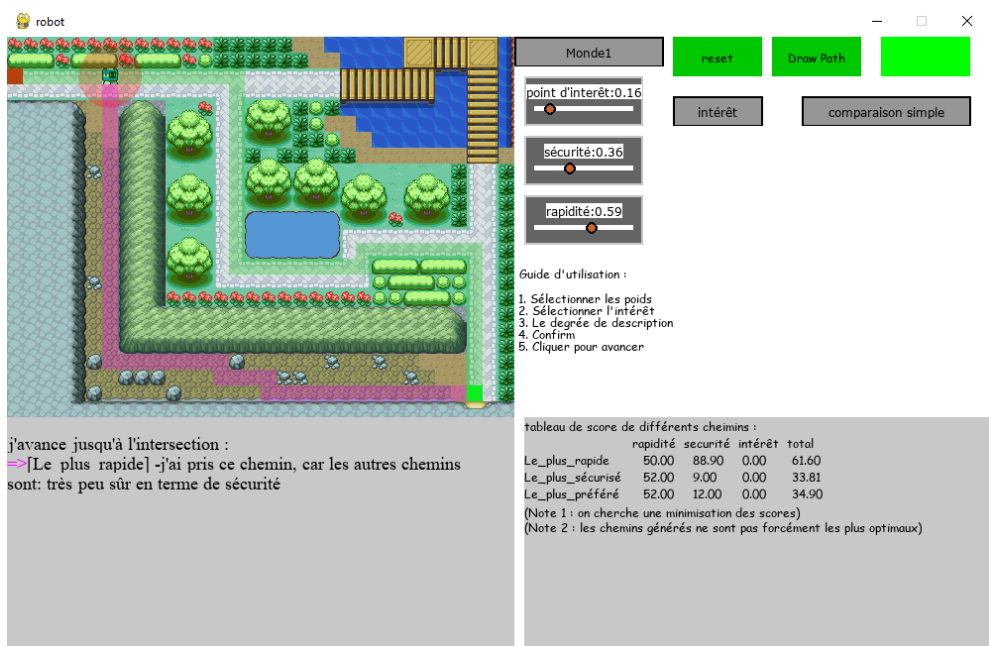 robot
Monde1
reset
Draw Path
point d'interêt:0.16
intérêt
comparaison simple
sécurité:0.36
rapidité:0.59
Guide d'utilisation :
1. Sélectionner les poids
2. Sélectionner l'intérêt
3. Le degrée de description
4. Confirm
5. Cliquer pour avancer
j'avance jusqu'à l'intersection :
=>[Le plus rapide] -j'ai pris ce chemin, car les autres chemins
sont: très peu sûr en terme de sécurité
tableau de score de différents cheimins :
rapidité securité intérêt total
Le_plus_rapide 50.00 88.90 0.00 61.60
Le_plus_sécurisé 52.00 9.00 0.00 33.81
Le_plus_préféré 52.00 12.00 0.00 34.90
(Note 1 : on cherche une minimisation des scores)
(Note 2 : les chemins générés ne sont pas forcément les plus optimaux)